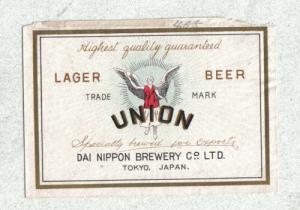 Highest quality guaranteed
LAGER BEER
TRADE MARK
UNION
Specially brewed for export.
DAI NIPPON BREWERY Cº. LTD.
TOKYO, JAPAN.